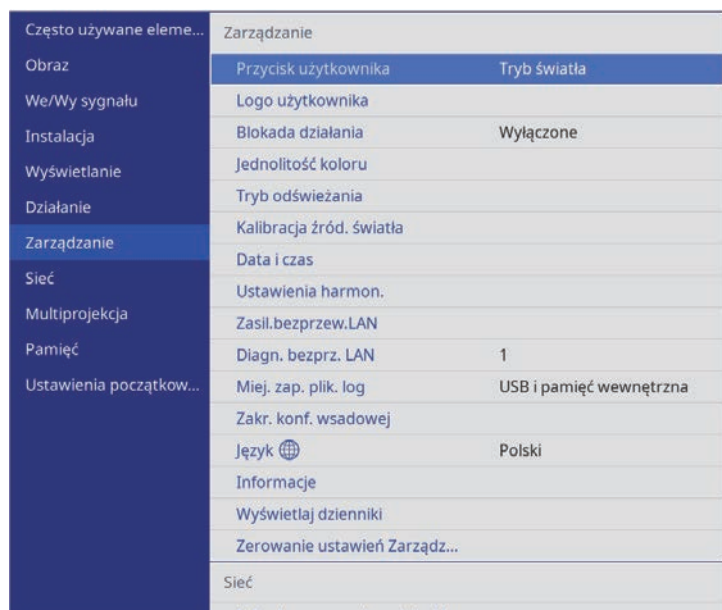 Często używane eleme...
Obraz
We/Wy sygnału
Instalacja
Wyświetlanie
Działanie
Zarządzanie
Sieć
Multiprojekcja
Pamięć
Ustawienia początkow...
Zarządzanie
Przycisk użytkownika Tryb światła
Logo użytkownika
Blokada działania Wyłączone
Jednolitość koloru
Tryb odświeżania
Kalibracja źród. światła
Data i czas
Ustawienia harmon.
Zasil.bezprzew.LAN
Diagn. bezprz. LAN 1
Miej. zap. plik. log USB i pamięć wewnętrzna
Zakr. konf. wsadowej
Język Polski
Informacje
Wyświetlaj dzienniki
Zerowanie ustawień Zarządz...
Sieć